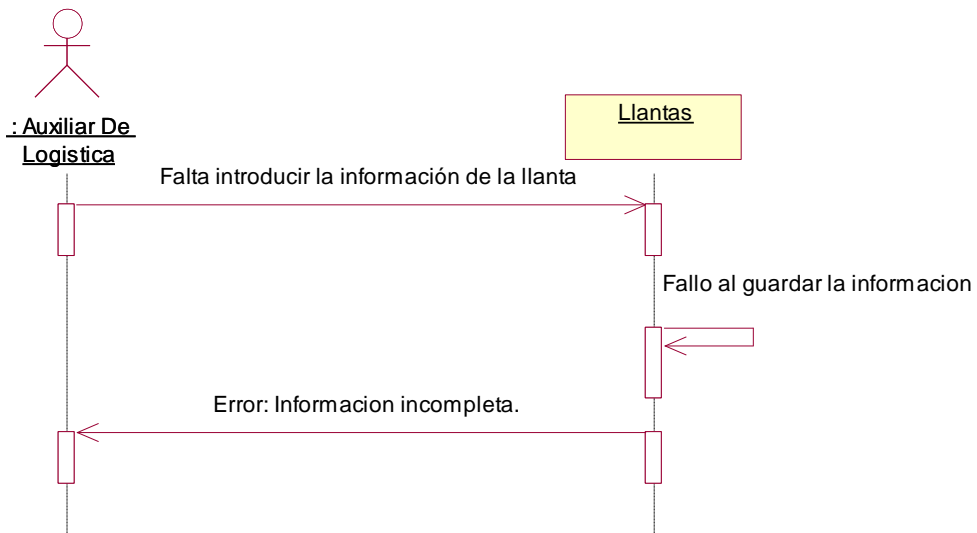 : Auxiliar De
Logistica
Llantas
Falta introducir la información de la llanta
Fallo al guardar la informacion
Error: Informacion incompleta.